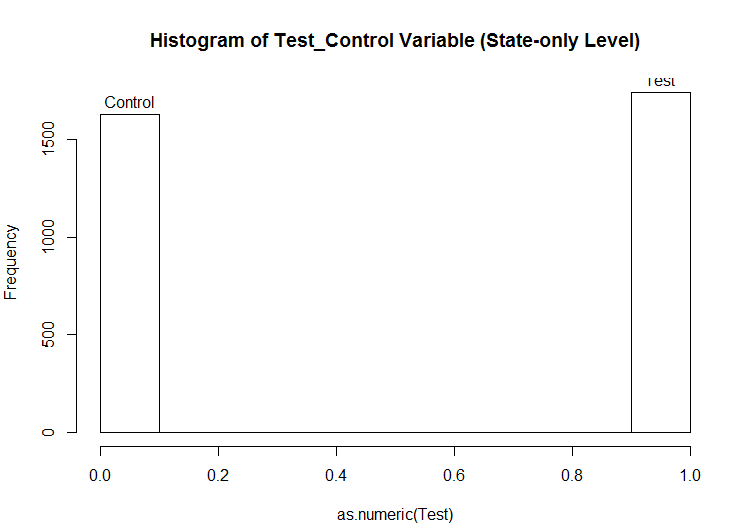 Histogram of Test_Control Variable (State-only Level)
Control
Test
1500
1000
500
0
Frequency
0.0 0.2 0.4 0.6 0.8 1.0
as.numeric(Test)